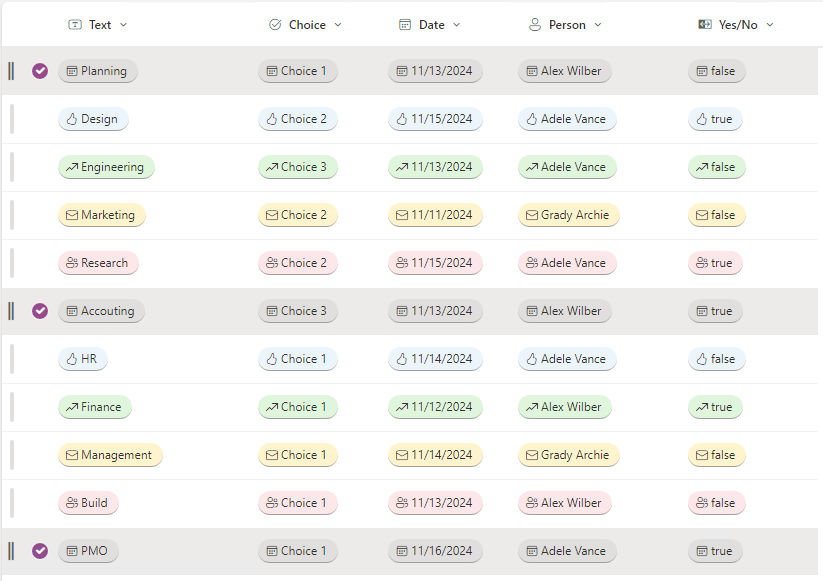 Text Choice Date Person Yes/No
Planning Choice 1 11/13/2024 Alex Wilber false
Design Choice 2 11/15/2024 Adele Vance true
Engineering Choice 3 11/13/2024 Adele Vance false
Marketing Choice 2 11/11/2024 Grady Archie false
Research Choice 2 11/15/2024 Adele Vance true
Accouting Choice 3 11/13/2024 Alex Wilber true
HR Choice 1 11/14/2024 Adele Vance false
Finance Choice 1 11/12/2024 Alex Wilber true
Management Choice 1 11/14/2024 Grady Archie false
Build Choice 1 11/13/2024 Alex Wilber false
PMO Choice 1 11/16/2024 Adele Vance true